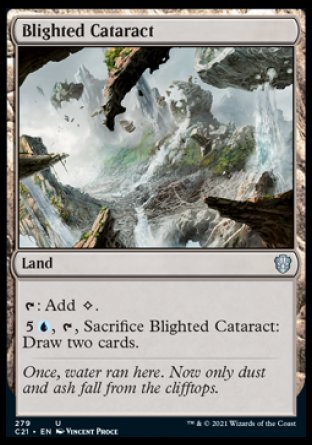 Blighted Cataract
Land
: Add .
5 , , Sacrifice Blighted Cataract:
Draw two cards.
Once, water ran here. Now only dust
and ash fall from the clifftops.
279 U
C21 • EN Vincent Proce
™ & © 2021 Wizards of the Coast